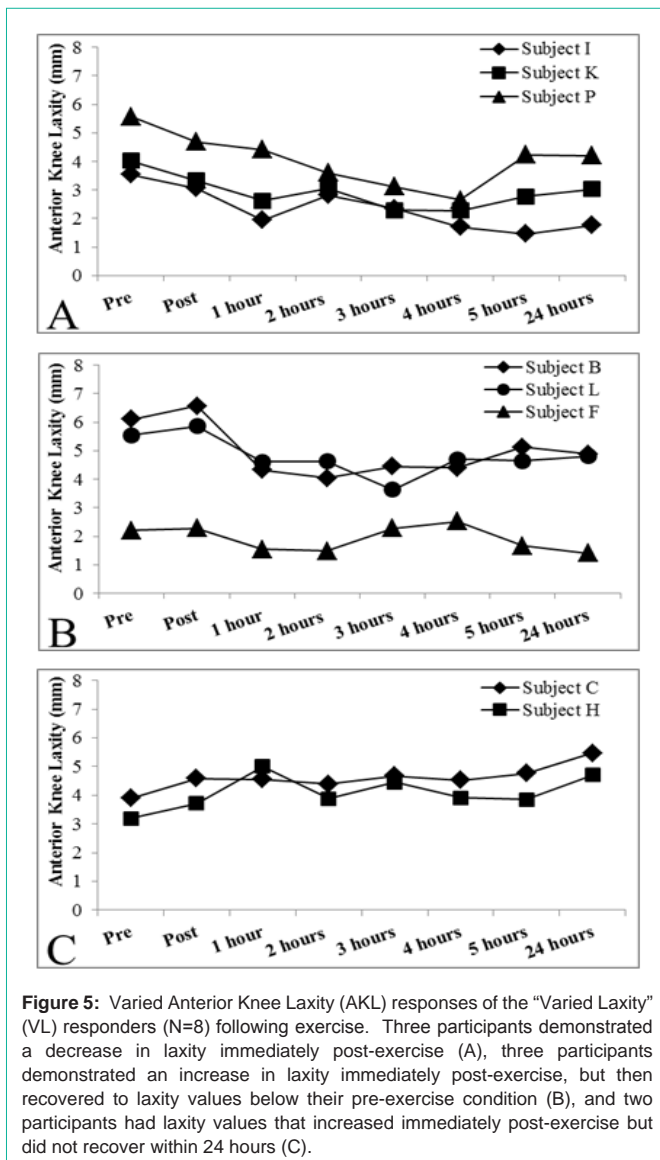 Anterior Knee Laxity (mm)
8
7
6
5
4
3
2
1
0
Subject I
Subject K
Subject P
Pre
Post
1 hour
2 hours
3 hours
4 hours
5 hours
24 hours
A
Anterior Knee Laxity (mm)
8
7
6
5
4
3
2
1
0
Subject B
Subject L
Subject F
Pre
Post
1 hour
2 hours
3 hours
4 hours
5 hours
24 hours
B
Anterior Knee Laxity (mm)
8
7
6
5
4
3
2
1
0
Subject C
Subject H
Pre
Post
1 hour
2 hours
3 hours
4 hours
5 hours
24 hours
C
Figure 5: Varied Anterior Knee Laxity (AKL) responses of the “Varied Laxity”
(VL) responders (N=8) following exercise. Three participants demonstrated
a decrease in laxity immediately post-exercise (A), three participants
demonstrated an increase in laxity immediately post-exercise, but then
recovered to laxity values below their pre-exercise condition (B), and two
participants had laxity values that increased immediately post-exercise but
did not recover within 24 hours (C).